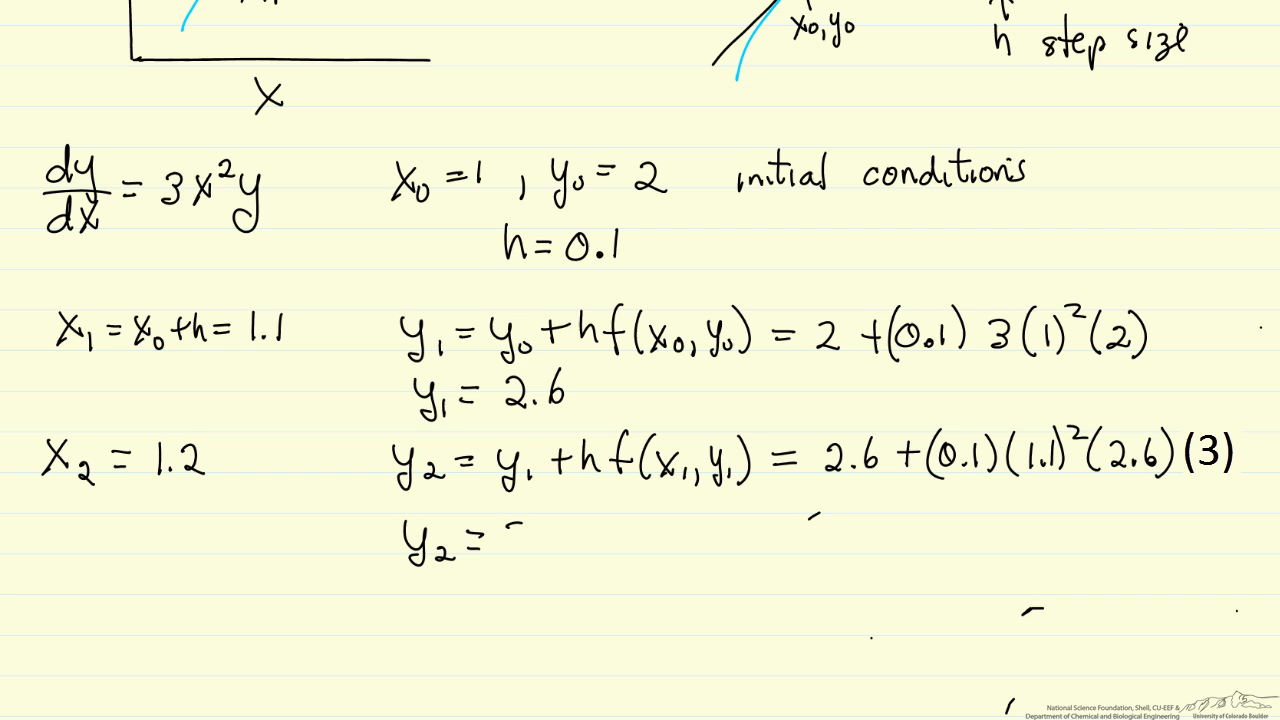 x₀,y₀
h step size
x
dy/dx = 3x²y x₀ = 1 , y₀ = 2 initial conditions
h = 0.1
x₁ = x₀+h = 1.1 y₁ = y₀ + h f(x₀, y₀) = 2 + (0.1) 3 (1)² (2)
y₁ = 2.6
x₂ = 1.2 y₂ = y₁ + h f(x₁, y₁) = 2.6 + (0.1) (1.1)² (2.6) (3)
y₂ =
National Science Foundation, Shell, CU-EEF &
Department of Chemical and Biological Engineering
University of Colorado Boulder